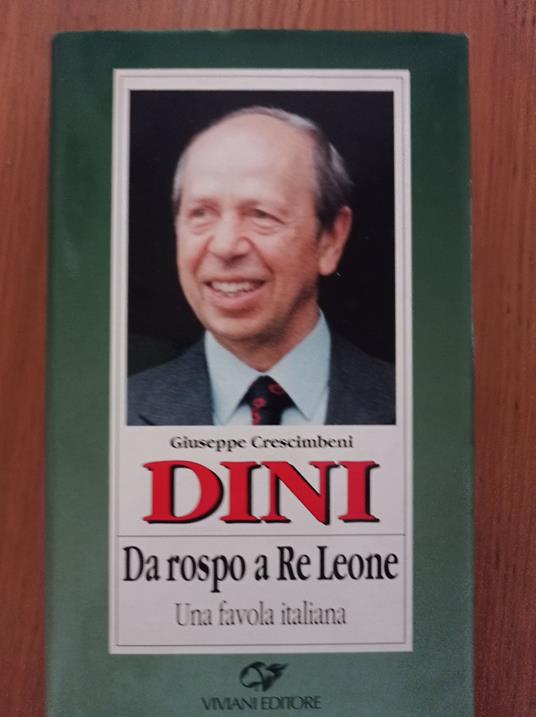 Giuseppe Crescimbeni
DINI
Da rospo a Re Leone
Una favola italiana
VIVIANI EDITORE